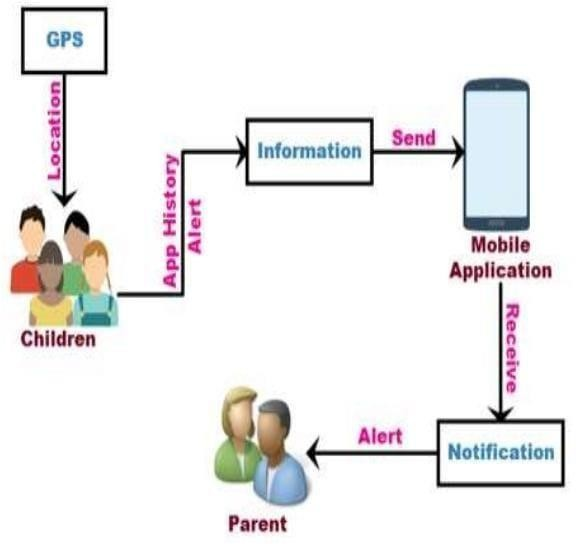 GPS
Location
Children
App History
Alert
Information
Send
Mobile
Application
Receive
Notification
Alert
Parent